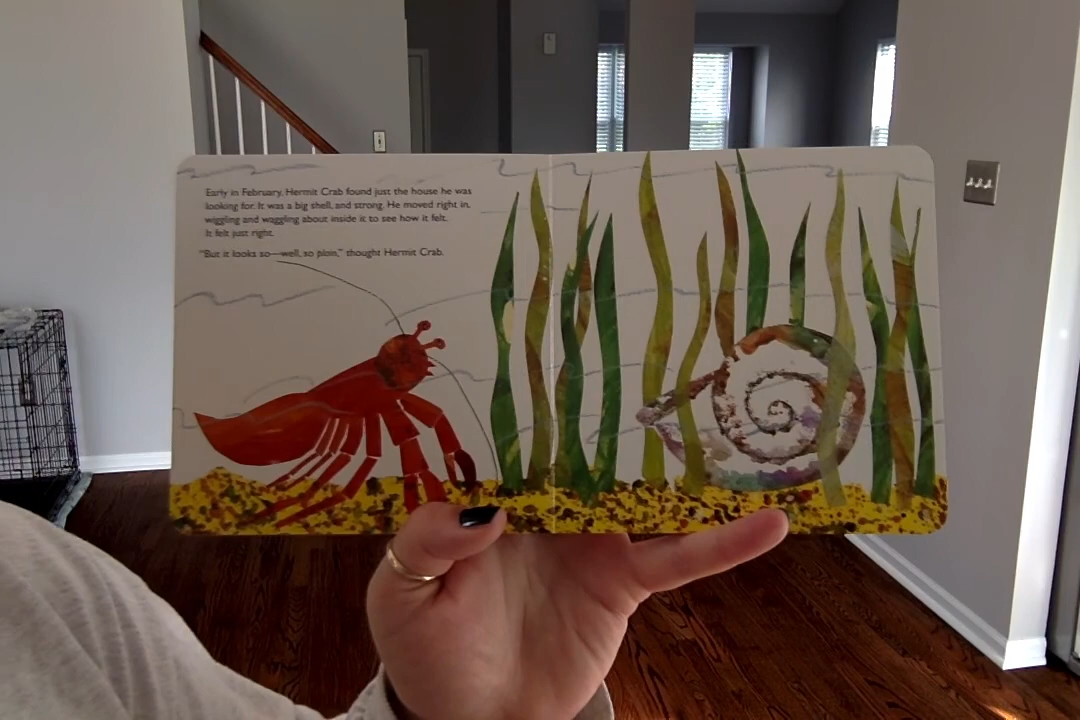 Early in February, Hermit Crab found just the house he was
looking for. It was a big shell, and strong. He moved right in,
wiggling and waggling about inside it to see how it felt.
It felt just right.
"But it looks so—well, so plain," thought Hermit Crab.